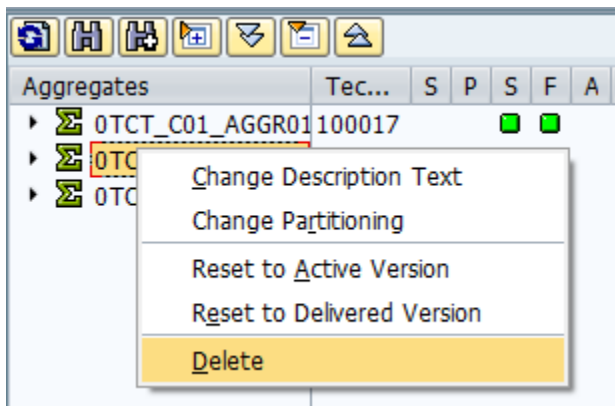 Aggregates Tec... S P S F A
0TCT_C01_AGGR01 100017
0TC
0TC
Change Description Text
Change Partitioning
Reset to Active Version
Reset to Delivered Version
Delete